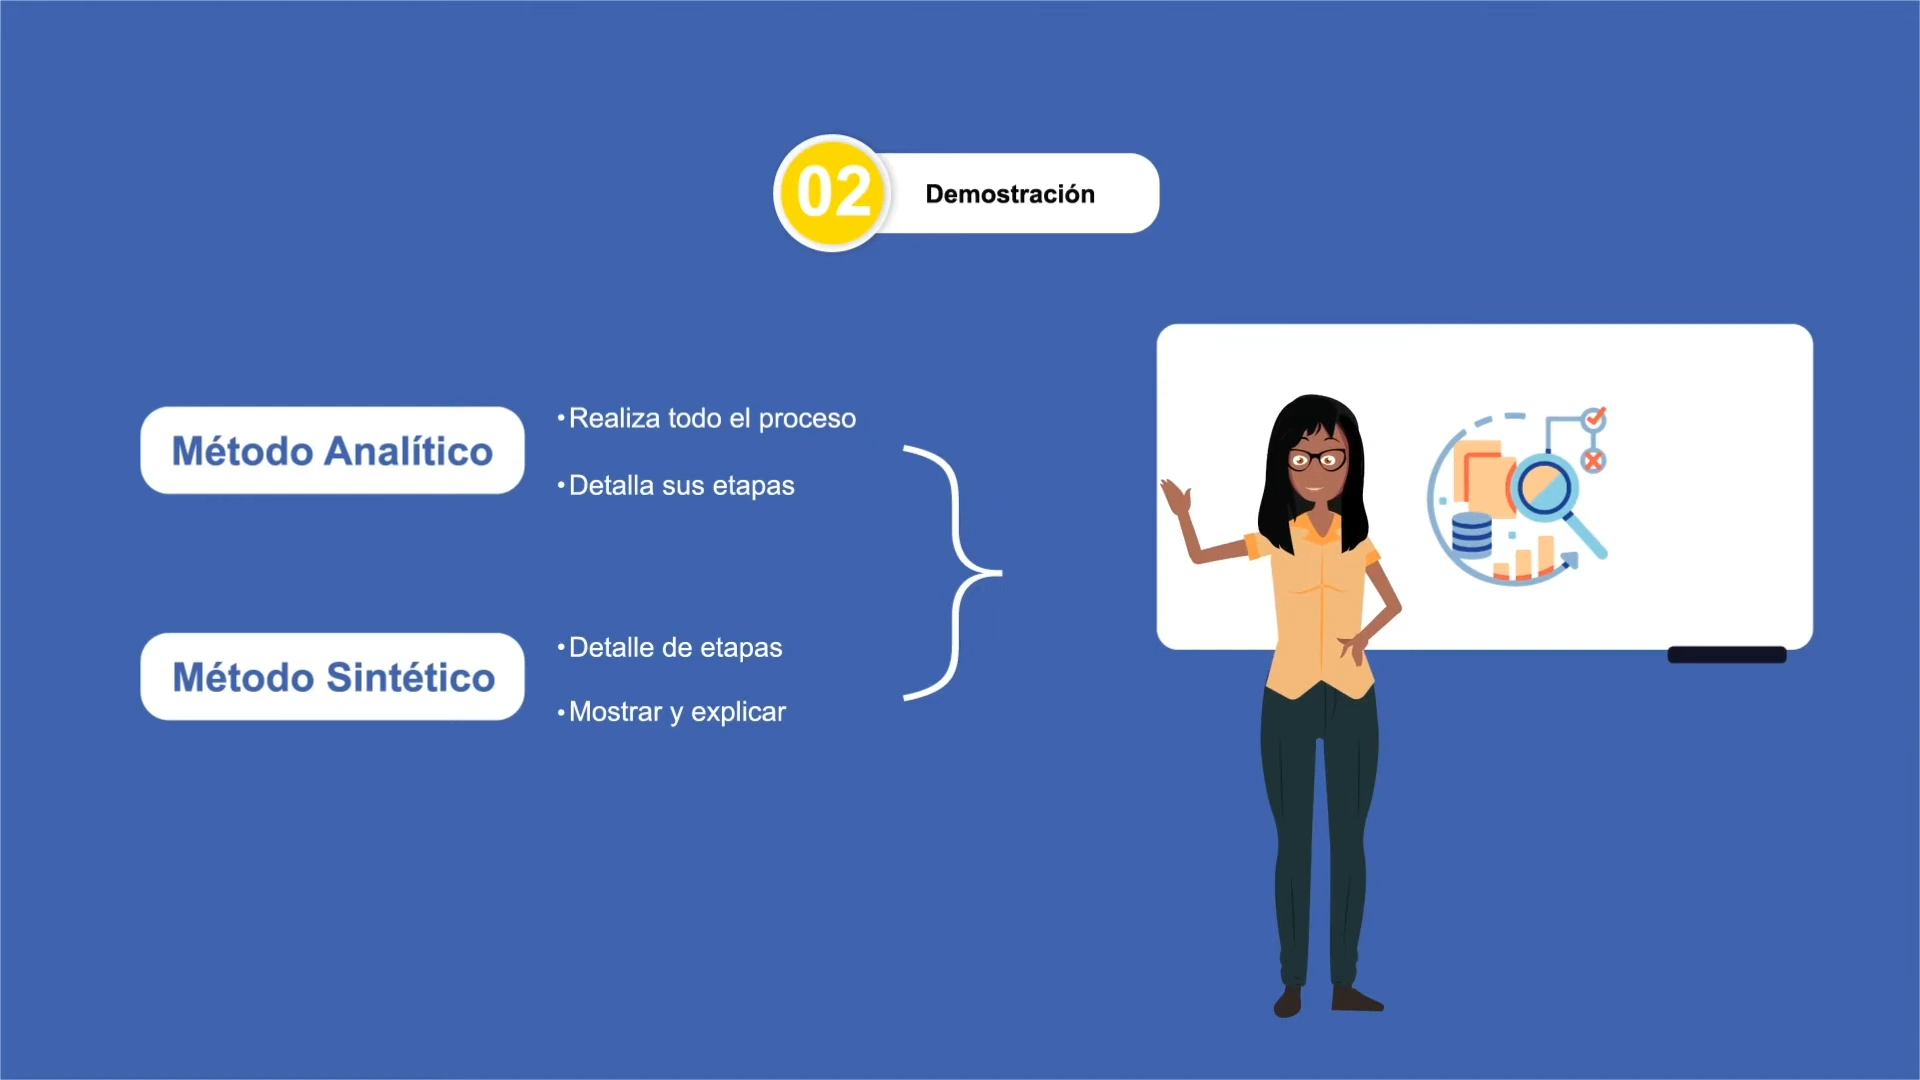 02
Demostración
Método Analítico
•Realiza todo el proceso
•Detalla sus etapas
Método Sintético
•Detalle de etapas
•Mostrar y explicar